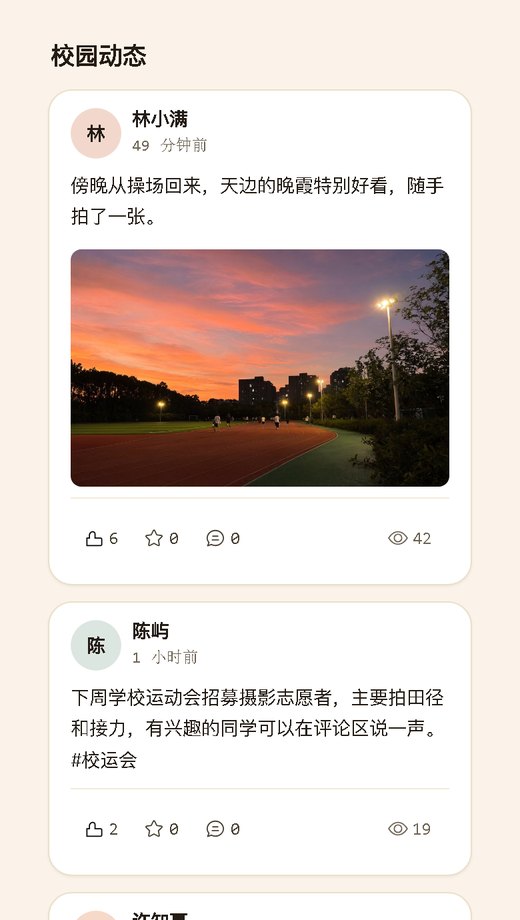 校园动态
林
林小满
49 分钟前
傍晚从操场回来，天边的晚霞特别好看，随手
拍了一张。
6
0
0
42
陈
陈屿
1 小时前
下周学校运动会招募摄影志愿者，主要拍田径
和接力，有兴趣的同学可以在评论区说一声。
#校运会
2
0
0
19